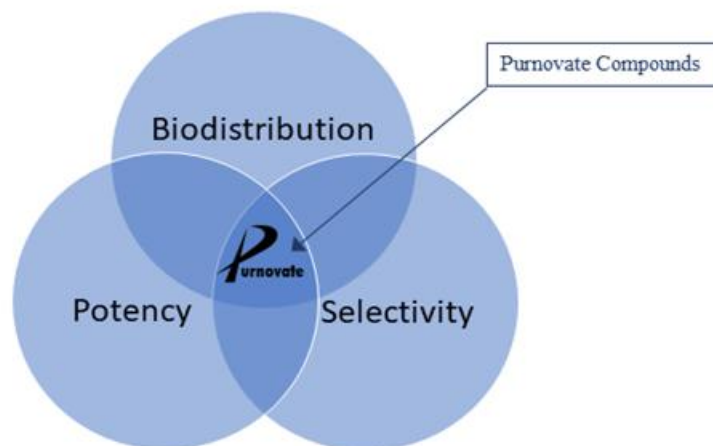 Purnovate Compounds
Biodistribution
Purnovate
Potency
Selectivity